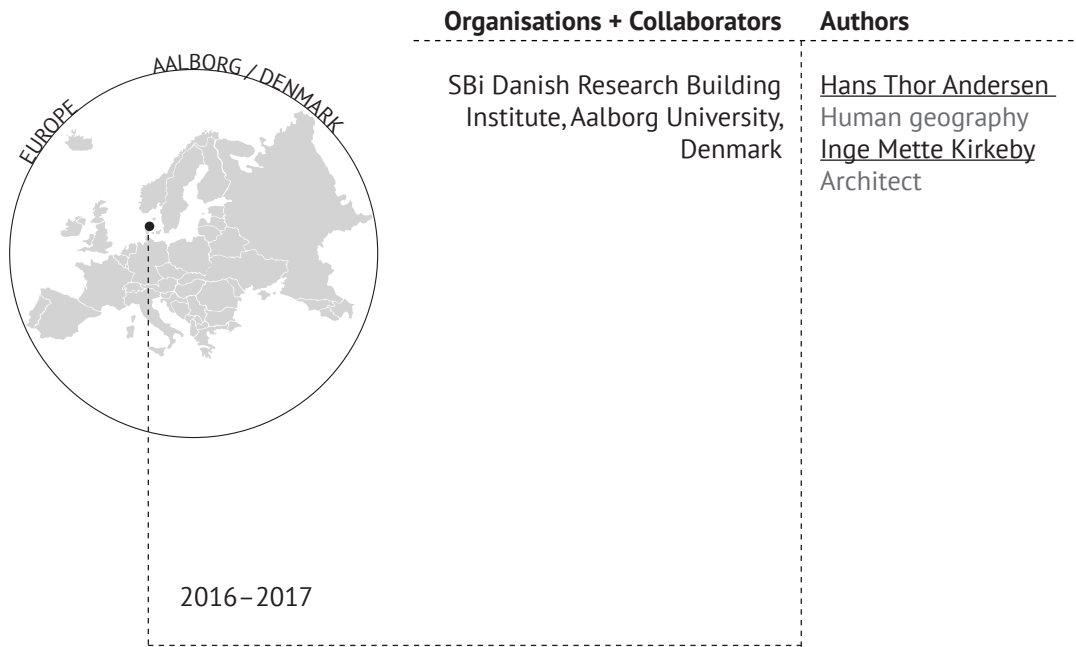 Organisations + Collaborators
Authors
EUROPE
AALBORG / DENMARK
SBi Danish Research Building
Institute, Aalborg University,
Denmark
Hans Thor Andersen
Human geography
Inge Mette Kirkeby
Architect
2016–2017